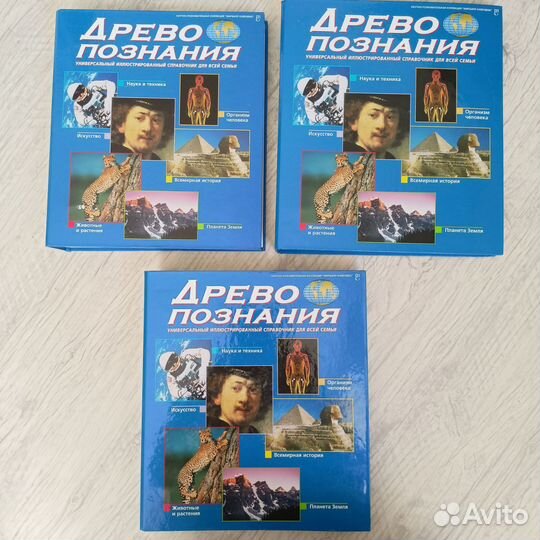 ДРЕВО
ПОЗНАНИЯ
УНИВЕРСАЛЬНЫЙ ИЛЛЮСТРИРОВАННЫЙ СПРАВОЧНИК ДЛЯ ВСЕЙ СЕМЬИ
Наука и техника
Организм
человека
Искусство
Всемирная история
Животные
и растения
Планета Земля
ДРЕВО
ПОЗНАНИЯ
УНИВЕРСАЛЬНЫЙ ИЛЛЮСТРИРОВАННЫЙ СПРАВОЧНИК ДЛЯ ВСЕЙ СЕМЬИ
Наука и техника
Организм
человека
Искусство
Всемирная история
Животные
и растения
Планета Земля
ДРЕВО
ПОЗНАНИЯ
УНИВЕРСАЛЬНЫЙ ИЛЛЮСТРИРОВАННЫЙ СПРАВОЧНИК ДЛЯ ВСЕЙ СЕМЬИ
Наука и техника
Организм
человека
Искусство
Всемирная история
Животные
и растения
Планета Земля
Avito